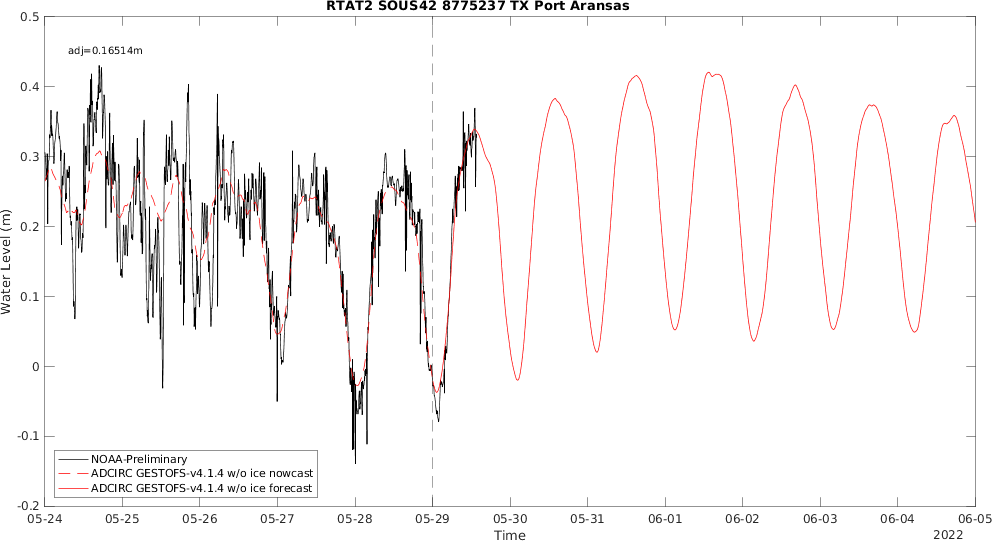 RTAT2 SOUS42 8775237 TX Port Aransas
adj=0.16514m
0.5
0.4
0.3
0.2
0.1
0
-0.1
-0.2
Water Level (m)
NOAA-Preliminary
ADCIRC GESTOFS-v4.1.4 w/o ice nowcast
ADCIRC GESTOFS-v4.1.4 w/o ice forecast
05-24 05-25 05-26 05-27 05-28 05-29 05-30 05-31 06-01 06-02 06-03 06-04 06-05
Time
2022